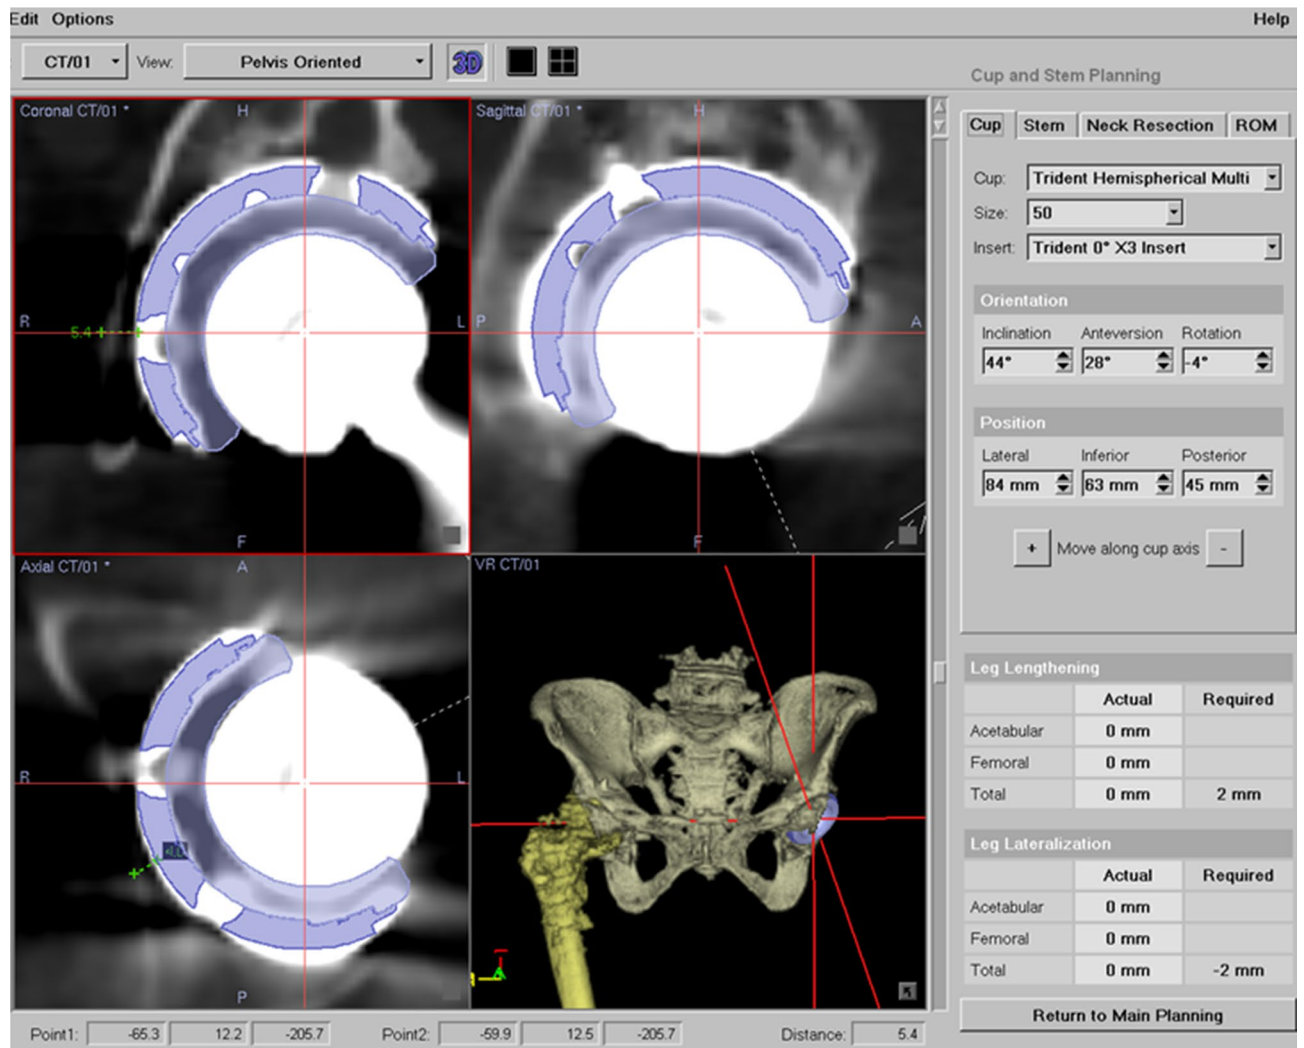 Edit Options Help
CT/01 View: Pelvis Oriented 3D
Cup and Stem Planning
Coronal CT/01 *
H
R
L
5.4
F
Sagittal CT/01 *
H
P
A
F
Axial CT/01 *
A
R
L
P
VR CT/01
Cup Stem Neck Resection ROM
Cup: Trident Hemispherical Multi
Size: 50
Insert: Trident 0° X3 Insert
Orientation
Inclination Anteversion Rotation
44° 28° -4°
Position
Lateral Inferior Posterior
84 mm 63 mm 45 mm
+ Move along cup axis -
Leg Lengthening
Actual Required
Acetabular 0 mm
Femoral 0 mm
Total 0 mm 2 mm
Leg Lateralization
Actual Required
Acetabular 0 mm
Femoral 0 mm
Total 0 mm -2 mm
Return to Main Planning
Point1: -65.3 12.2 -205.7 Point2: -59.9 12.5 -205.7 Distance: 5.4